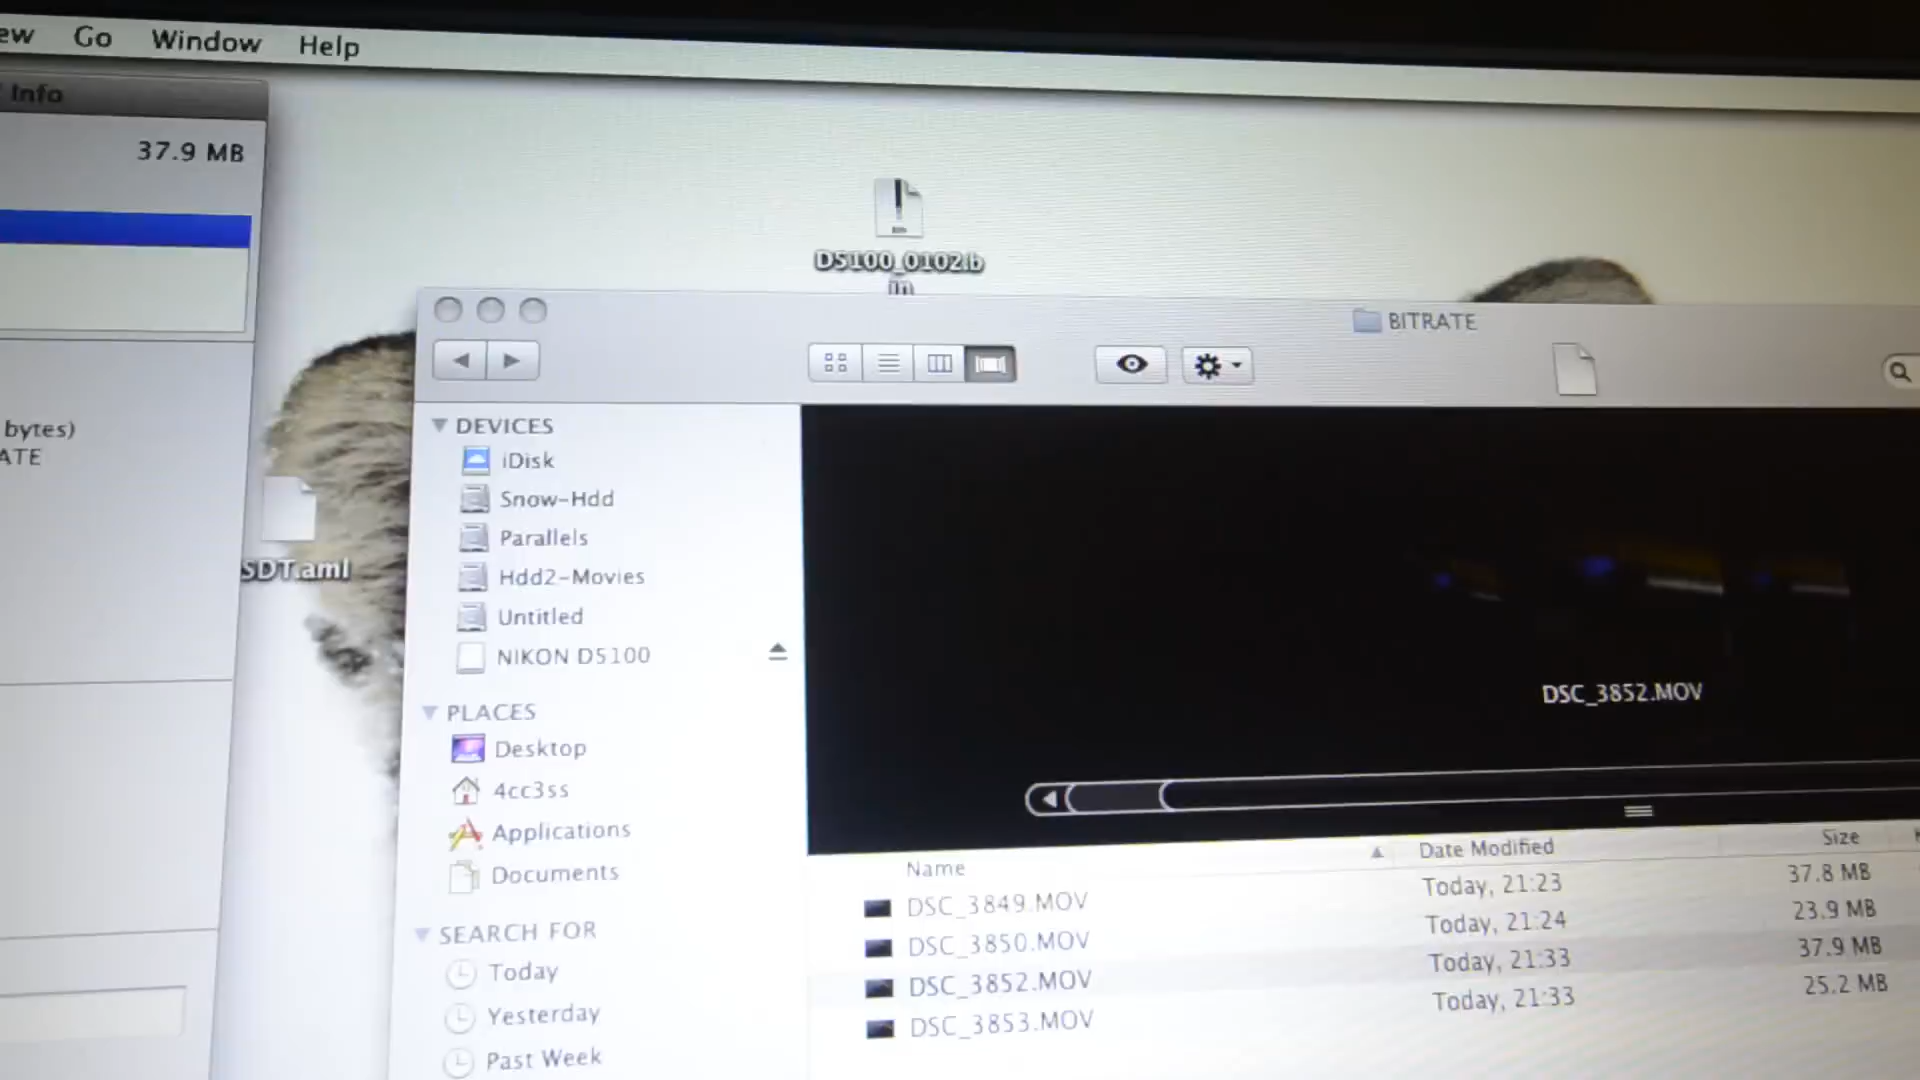 Go Window Help
Info
37.9 MB
bytes)
D5100_0102.b
in
BITRATE
DEVICES
iDisk
Snow-Hdd
Parallels
Hdd2-Movies
Untitled
NIKON D5100
SDT.aml
PLACES
Desktop
4cc3ss
Applications
Documents
SEARCH FOR
Today
Yesterday
Past Week
DSC_3852.MOV
Name Date Modified Size
DSC_3849.MOV Today, 21:23 37.8 MB
DSC_3850.MOV Today, 21:24 23.9 MB
DSC_3852.MOV Today, 21:33 37.9 MB
DSC_3853.MOV Today, 21:33 25.2 MB